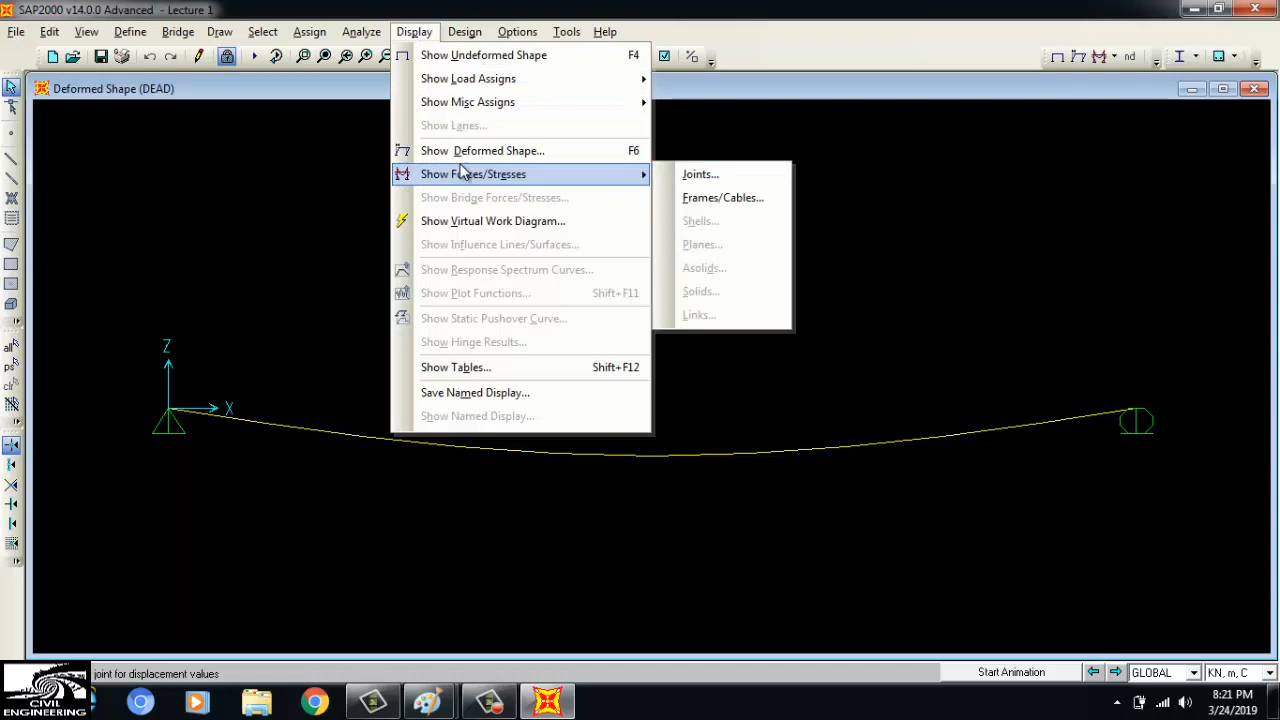 SAP2000 v14.0.0 Advanced - Lecture 1
File Edit View Define Bridge Draw Select Assign Analyze Display Design Options Tools Help
nd
Deformed Shape (DEAD)
Show Undeformed Shape F4
Show Load Assigns
Show Misc Assigns
Show Lanes...
Show Deformed Shape... F6
Show Forces/Stresses
Show Bridge Forces/Stresses...
Show Virtual Work Diagram...
Show Influence Lines/Surfaces...
Show Response Spectrum Curves...
Show Plot Functions... Shift+F11
Show Static Pushover Curve...
Show Hinge Results...
Show Tables... Shift+F12
Save Named Display...
Show Named Display...
Joints...
Frames/Cables...
Shells...
Planes...
Asolids...
Solids...
Links...
all
ps
clr
Z
X
joint for displacement values
Start Animation
GLOBAL
KN, m, C
CIVIL
ENGINEERING
8:21 PM
3/24/2019